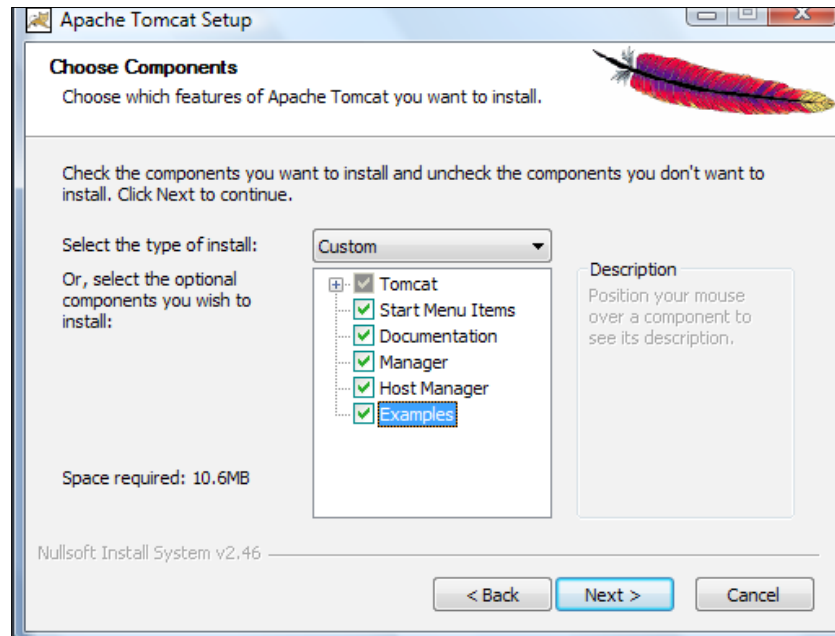 Apache Tomcat Setup
Choose Components
Choose which features of Apache Tomcat you want to install.
Check the components you want to install and uncheck the components you don't want to
install. Click Next to continue.
Select the type of install:
Custom
Or, select the optional
components you wish to
install:
Tomcat
Start Menu Items
Documentation
Manager
Host Manager
Examples
Description
Position your mouse
over a component to
see its description.
Space required: 10.6MB
Nullsoft Install System v2.46
< Back
Next >
Cancel